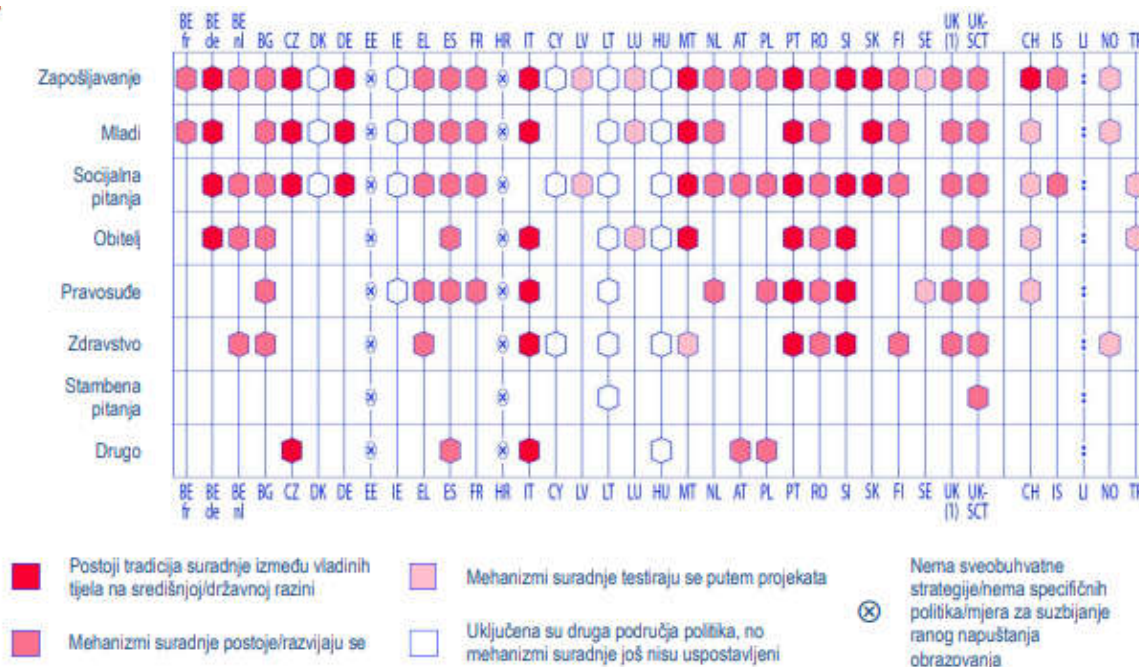 BE fr BE de BE nl BG CZ DK DE EE IE EL ES FR HR IT CY LV LT LU HU MT NL AT PL PT RO SI SK FI SE UK (1) UK-SCT CH IS LI NO TR
Zapošljavanje
:
Mladi
:
Socijalna
pitanja
:
Obitelj
:
Pravosuđe
:
Zdravstvo
:
Stambena
pitanja
:
Drugo
:
BE fr BE de BE nl BG CZ DK DE EE IE EL ES FR HR IT CY LV LT LU HU MT NL AT PL PT RO SI SK FI SE UK (1) UK-SCT CH IS LI NO TR
Postoji tradicija suradnje između vladinih
tijela na središnjoj/državnoj razini
Mehanizmi suradnje postoje/razvijaju se
Mehanizmi suradnje testiraju se putem projekata
Uključena su druga područja politika, no
mehanizmi suradnje još nisu uspostavljeni
Nema sveobuhvatne
strategije/nema specifičnih
politika/mjera za suzbijanje
ranog napuštanja
obrazovanja